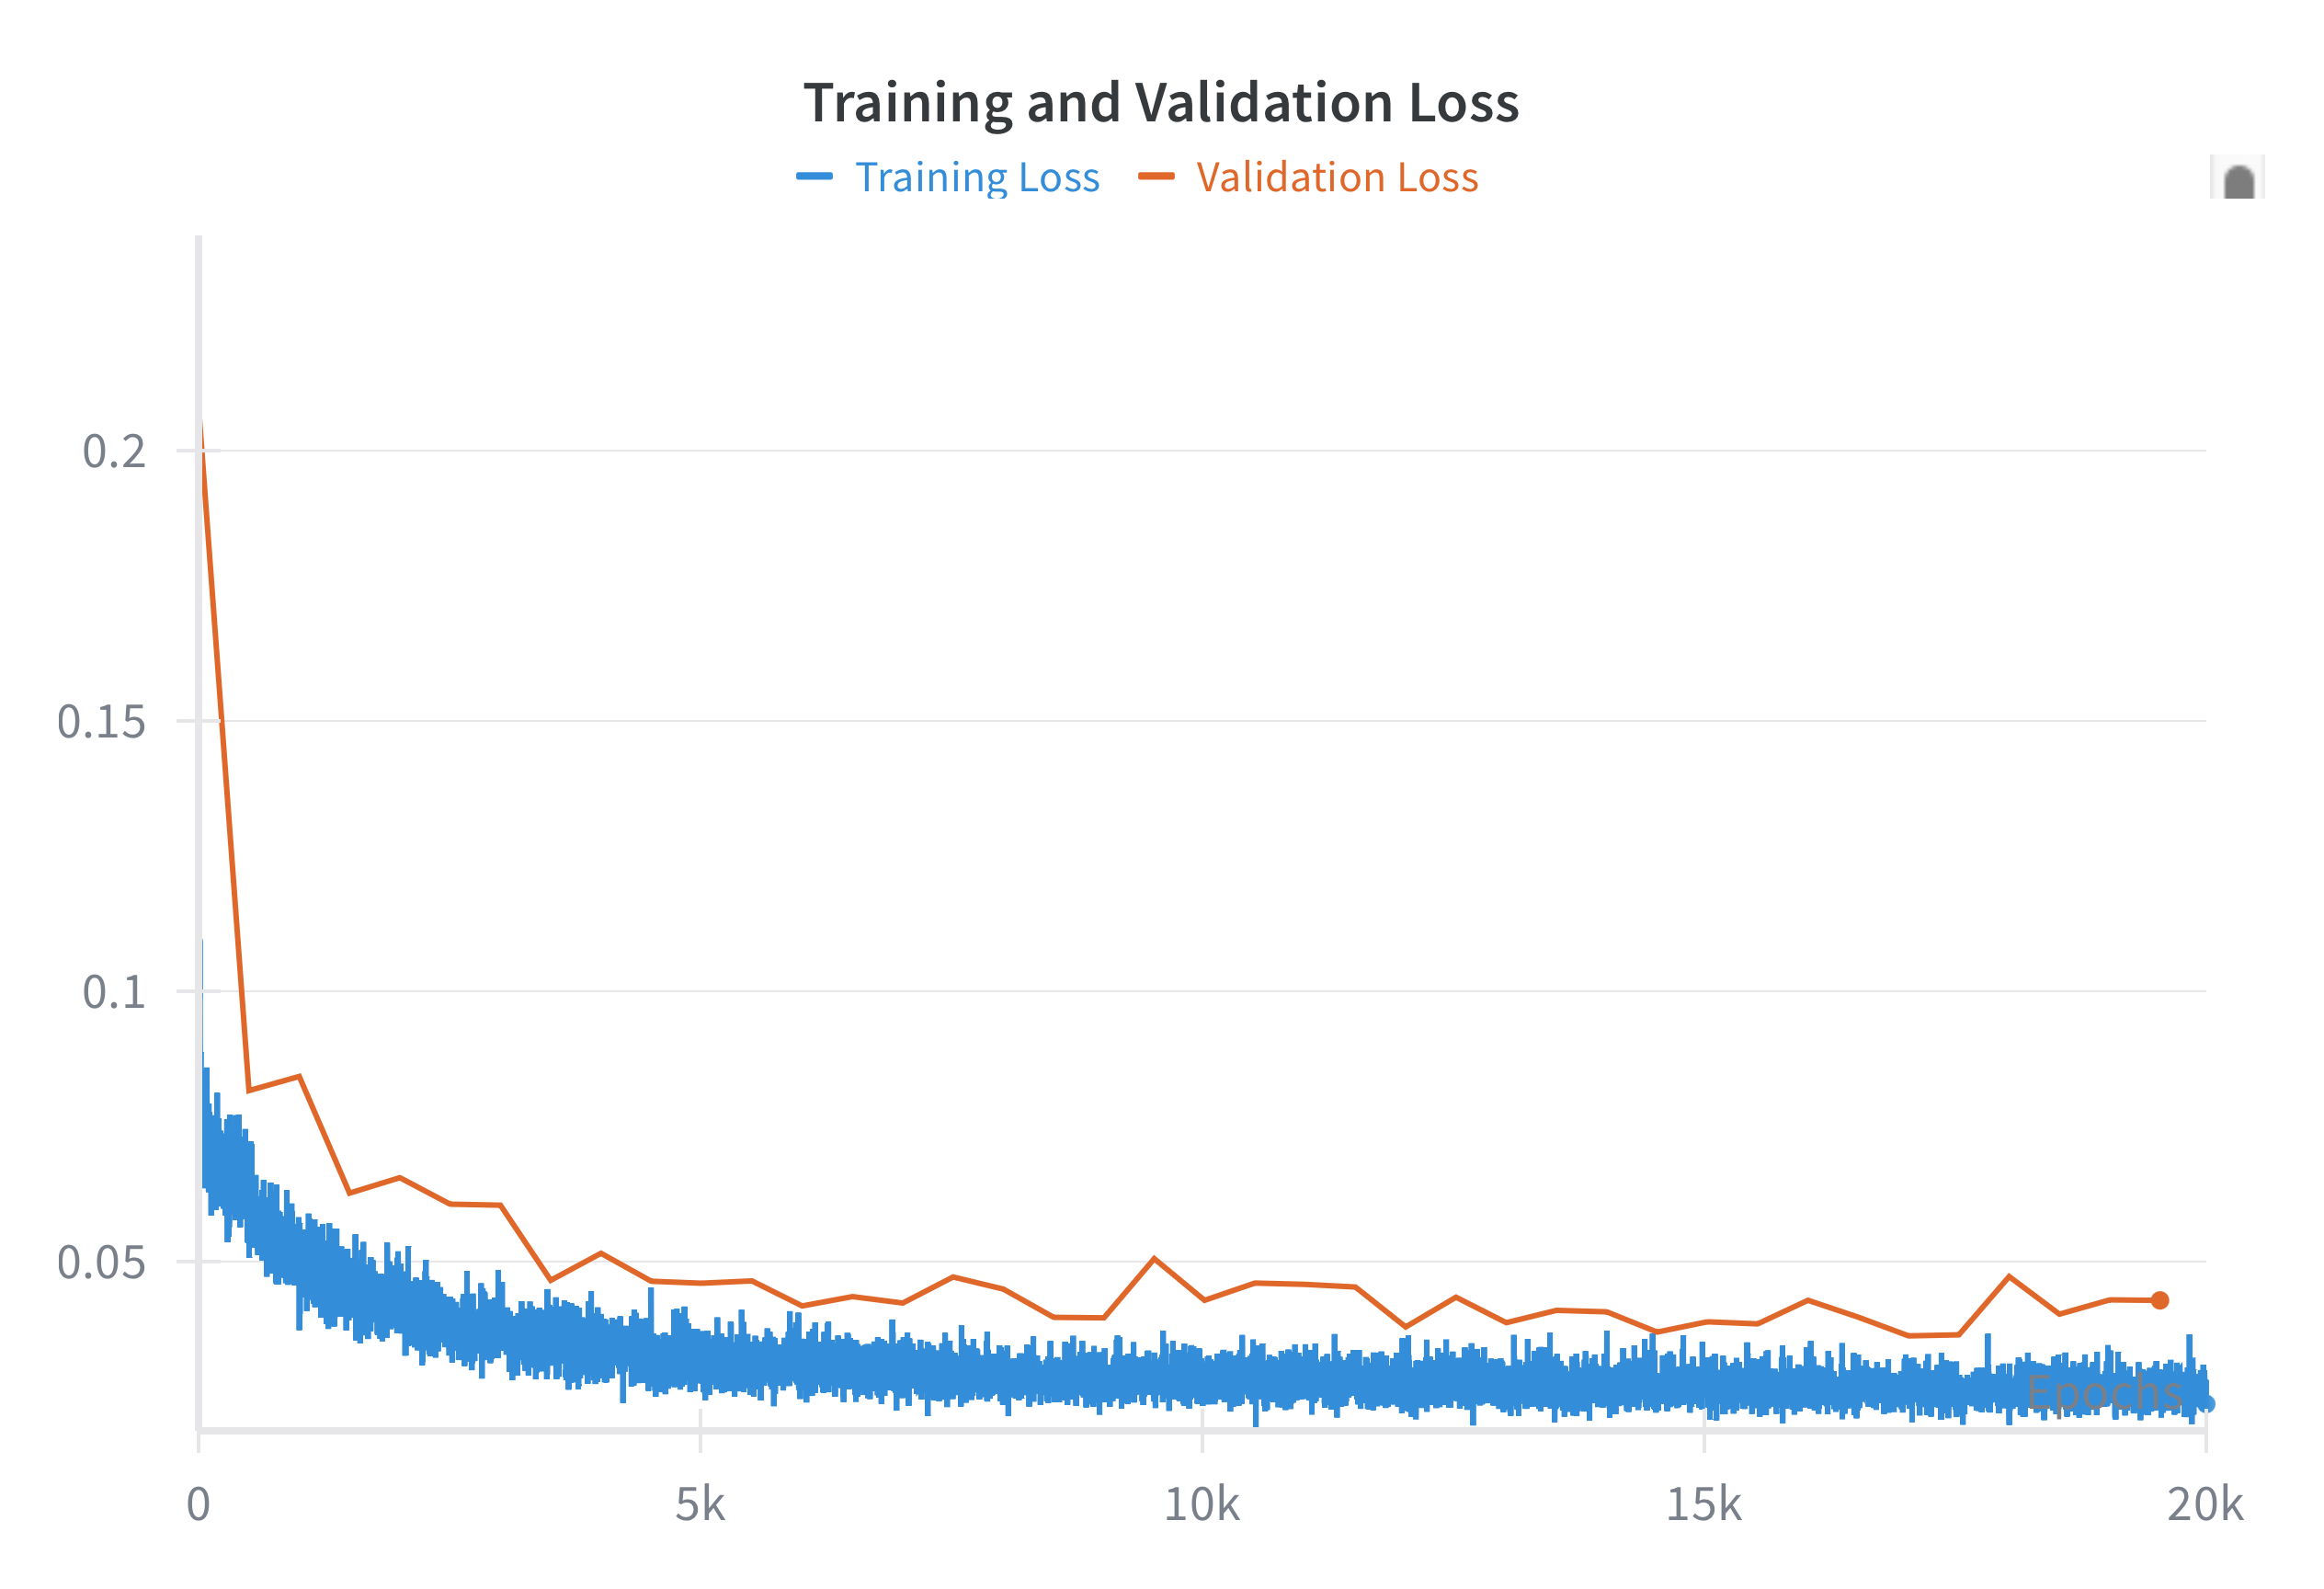 Training and Validation Loss
Training Loss Validation Loss
0.2
0.15
0.1
0.05
Epochs
0 5k 10k 15k 20k